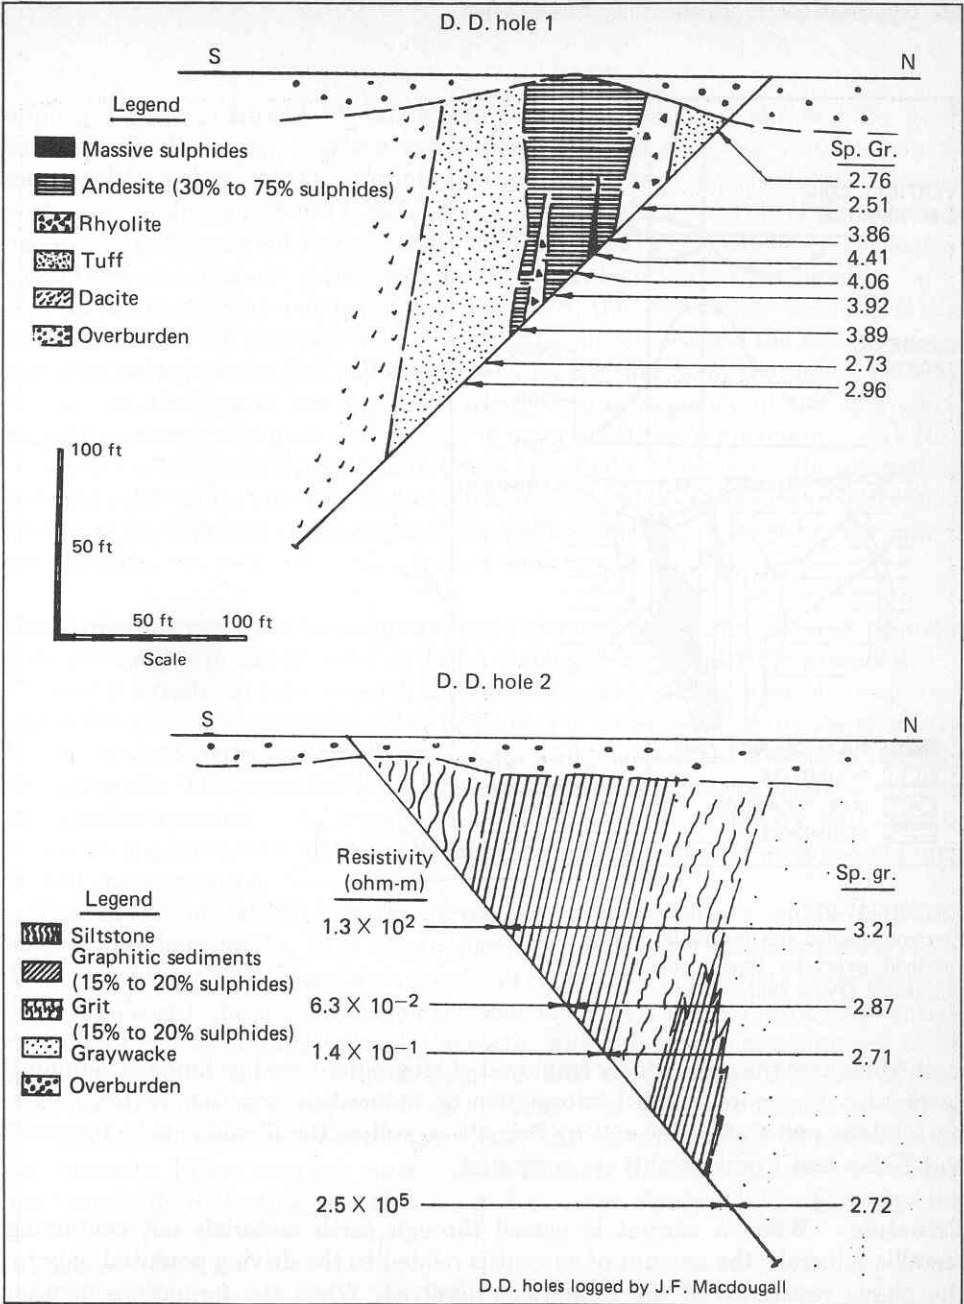 D. D. hole 1
S
N
Legend
Massive sulphides
Andesite (30% to 75% sulphides)
Rhyolite
Tuff
Dacite
Overburden
Sp. Gr.
2.76
2.51
3.86
4.41
4.06
3.92
3.89
2.73
2.96
100 ft
50 ft
50 ft 100 ft
Scale
D. D. hole 2
S
N
Resistivity
(ohm-m)
Sp. gr.
Legend
Siltstone
Graphitic sediments
(15% to 20% sulphides)
Grit
(15% to 20% sulphides)
Graywacke
Overburden
1.3 X 10² 3.21
6.3 X 10⁻² 2.87
1.4 X 10⁻¹ 2.71
2.5 X 10⁵ 2.72
D.D. holes logged by J.F. Macdougall